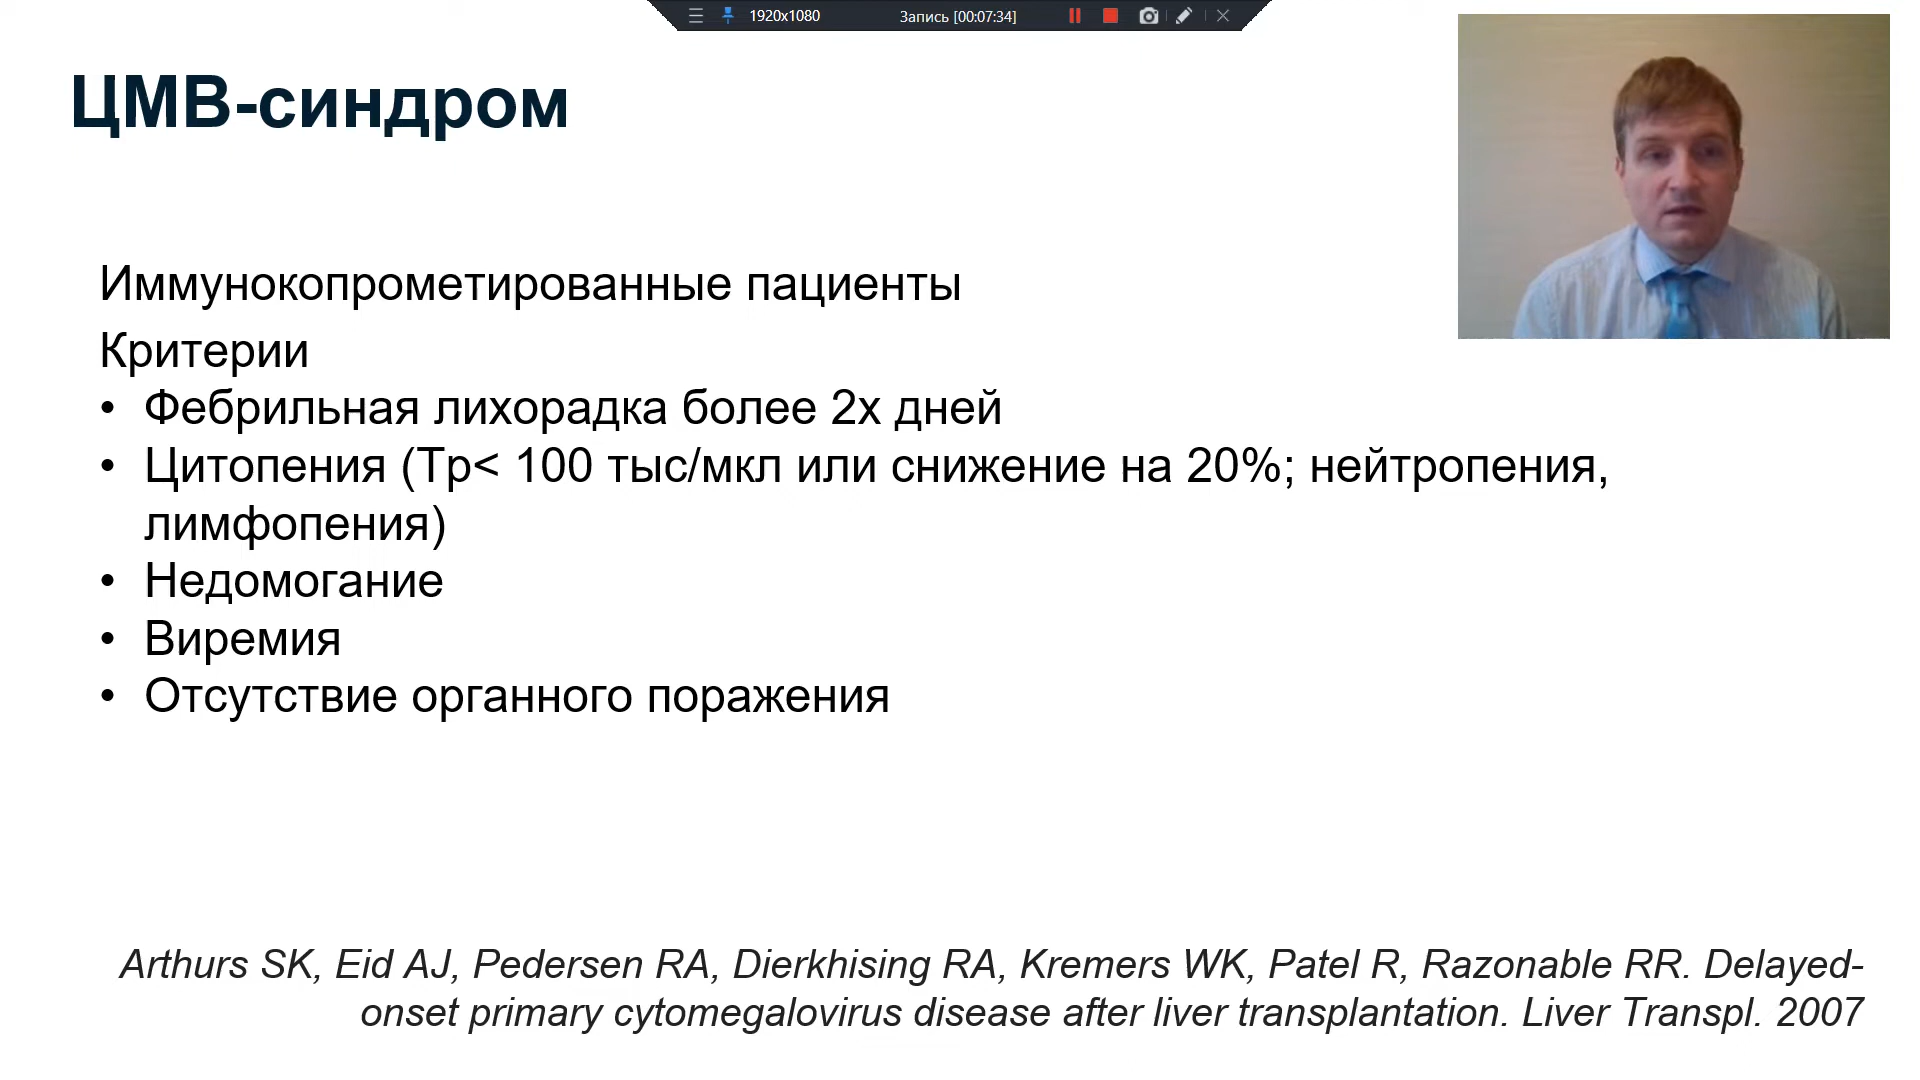 1920x1080 Запись [00:07:34]
ЦМВ-синдром
Иммунокопрометированные пациенты
Критерии
• Фебрильная лихорадка более 2х дней
• Цитопения (Тр< 100 тыс/мкл или снижение на 20%; нейтропения,
лимфопения)
• Недомогание
• Виремия
• Отсутствие органного поражения
Arthurs SK, Eid AJ, Pedersen RA, Dierkhising RA, Kremers WK, Patel R, Razonable RR. Delayed-
onset primary cytomegalovirus disease after liver transplantation. Liver Transpl. 2007